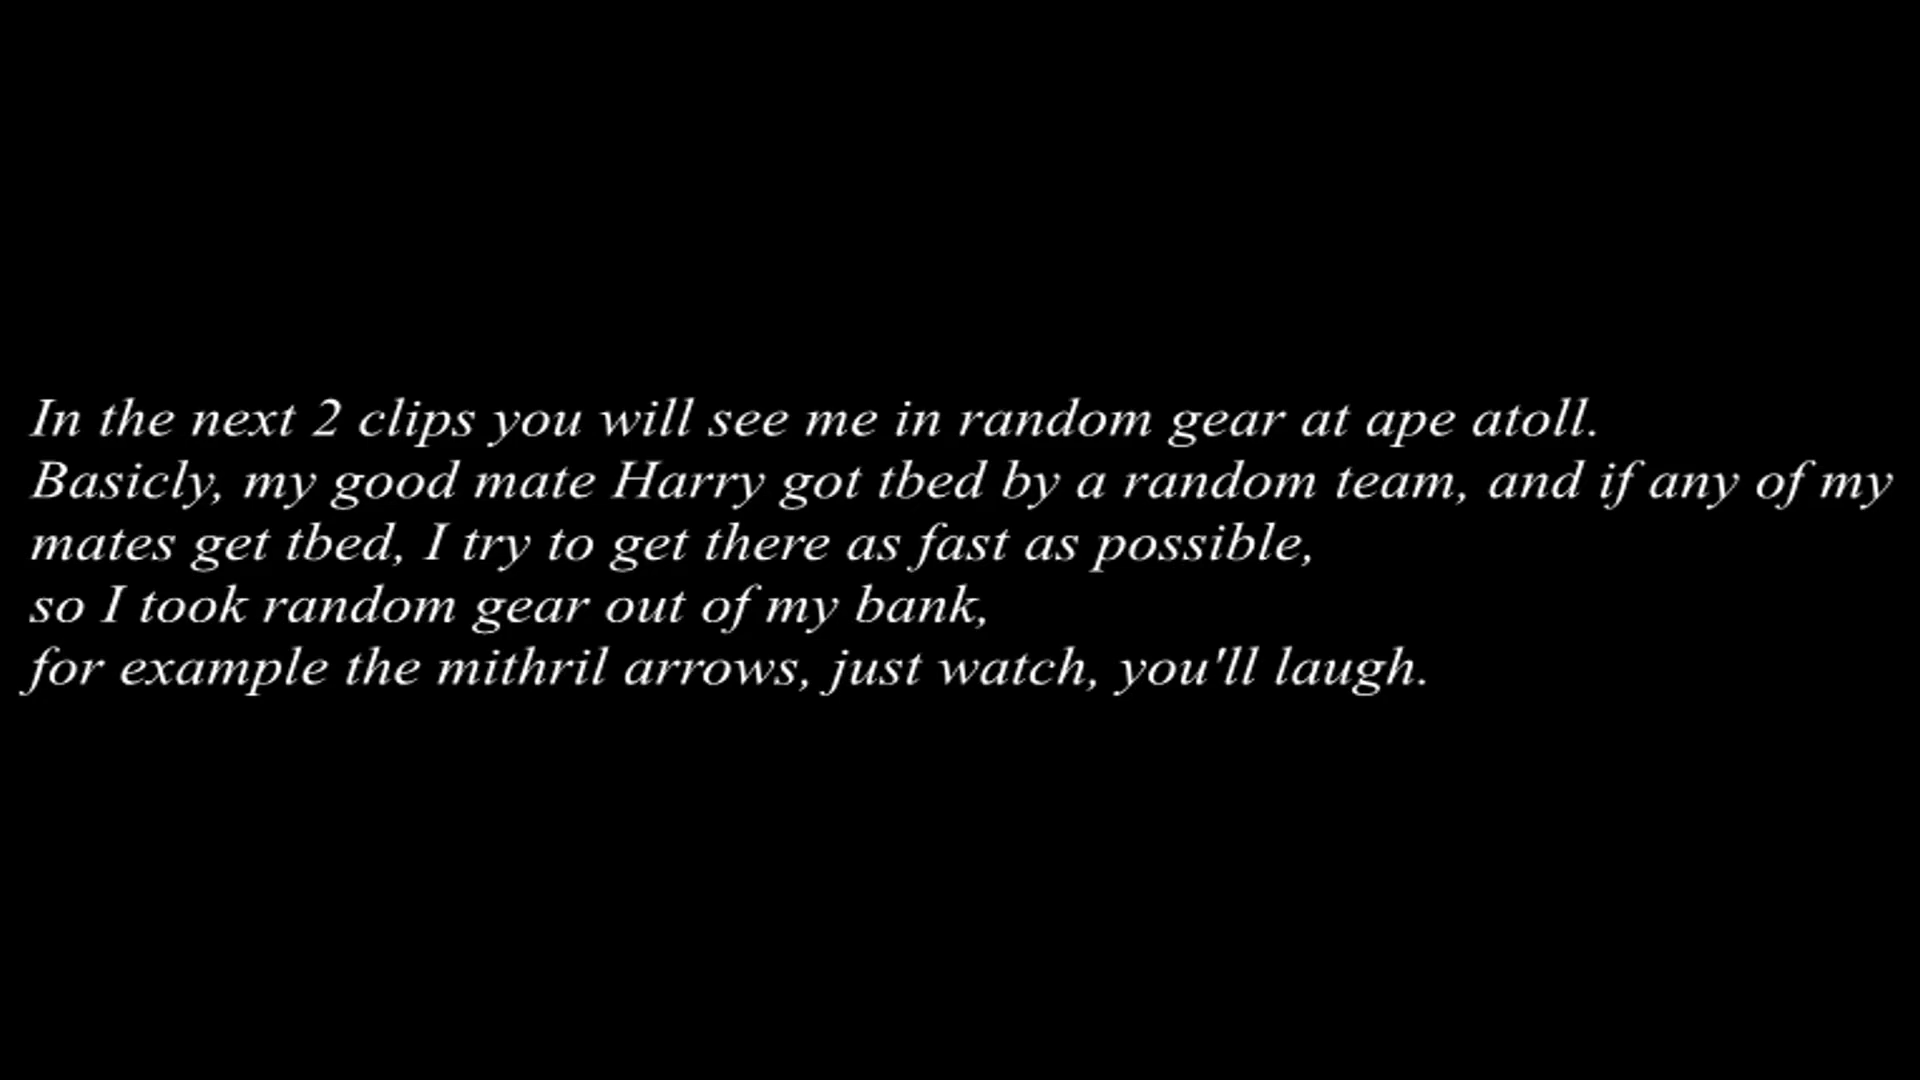 In the next 2 clips you will see me in random gear at ape atoll.
Basicly, my good mate Harry got tbed by a random team, and if any of my
mates get tbed, I try to get there as fast as possible,
so I took random gear out of my bank,
for example the mithril arrows, just watch, you'll laugh.